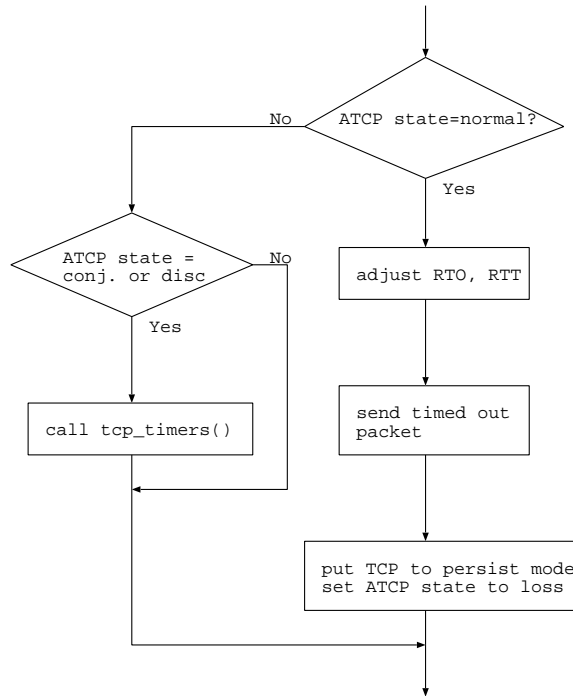 ATCP state=normal?
No
Yes
ATCP state =
conj. or disc
No
Yes
adjust RTO, RTT
call tcp_timers()
send timed out
packet
put TCP to persist mode
set ATCP state to loss